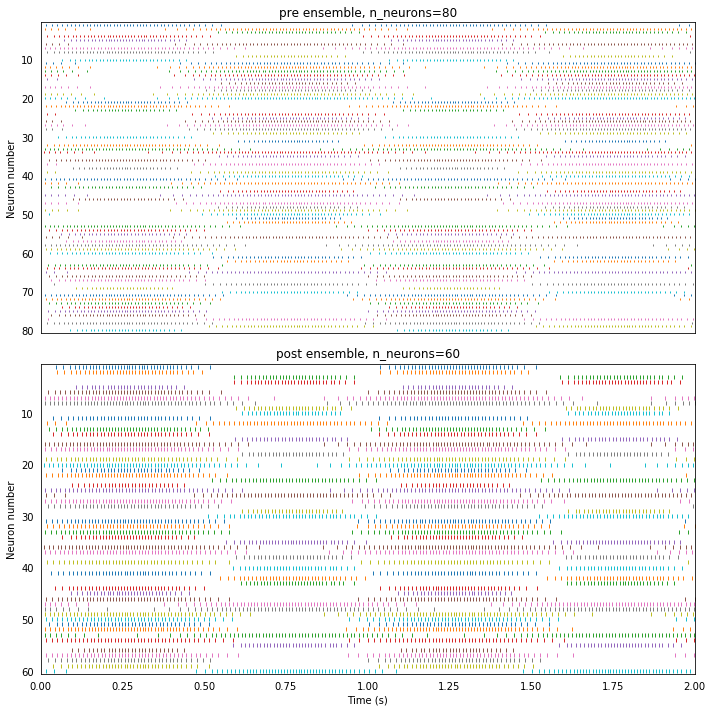 pre ensemble, n_neurons=80
10
20
30
40
50
60
70
80
Neuron number
post ensemble, n_neurons=60
10
20
30
40
50
60
Neuron number
0.00 0.25 0.50 0.75 1.00 1.25 1.50 1.75 2.00
Time (s)